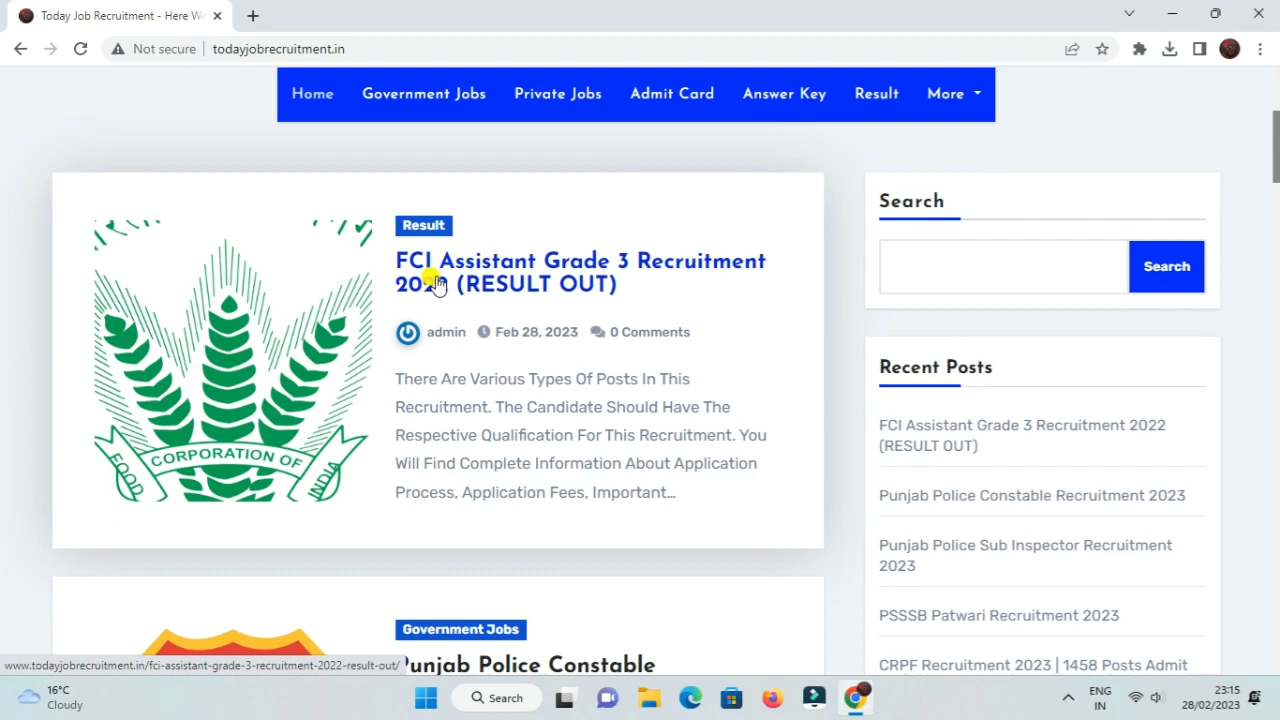 Today Job Recruitment - Here We
Not secure
todayjobrecruitment.in
Home
Government Jobs
Private Jobs
Admit Card
Answer Key
Result
More
Result
FCI Assistant Grade 3 Recruitment
2022 (RESULT OUT)
admin
Feb 28, 2023
0 Comments
There Are Various Types Of Posts In This
Recruitment. The Candidate Should Have The
Respective Qualification For This Recruitment. You
Will Find Complete Information About Application
Process, Application Fees, Important…
FOOD CORPORATION OF INDIA
Search
Search
Recent Posts
FCI Assistant Grade 3 Recruitment 2022
(RESULT OUT)
Punjab Police Constable Recruitment 2023
Punjab Police Sub Inspector Recruitment
2023
PSSSB Patwari Recruitment 2023
CRPF Recruitment 2023 | 1458 Posts Admit
Government Jobs
Punjab Police Constable
www.todayjobrecruitment.in/fci-assistant-grade-3-recruitment-2022-result-out/
16°C
Cloudy
Search
ENG
IN
23:15
28/02/2023